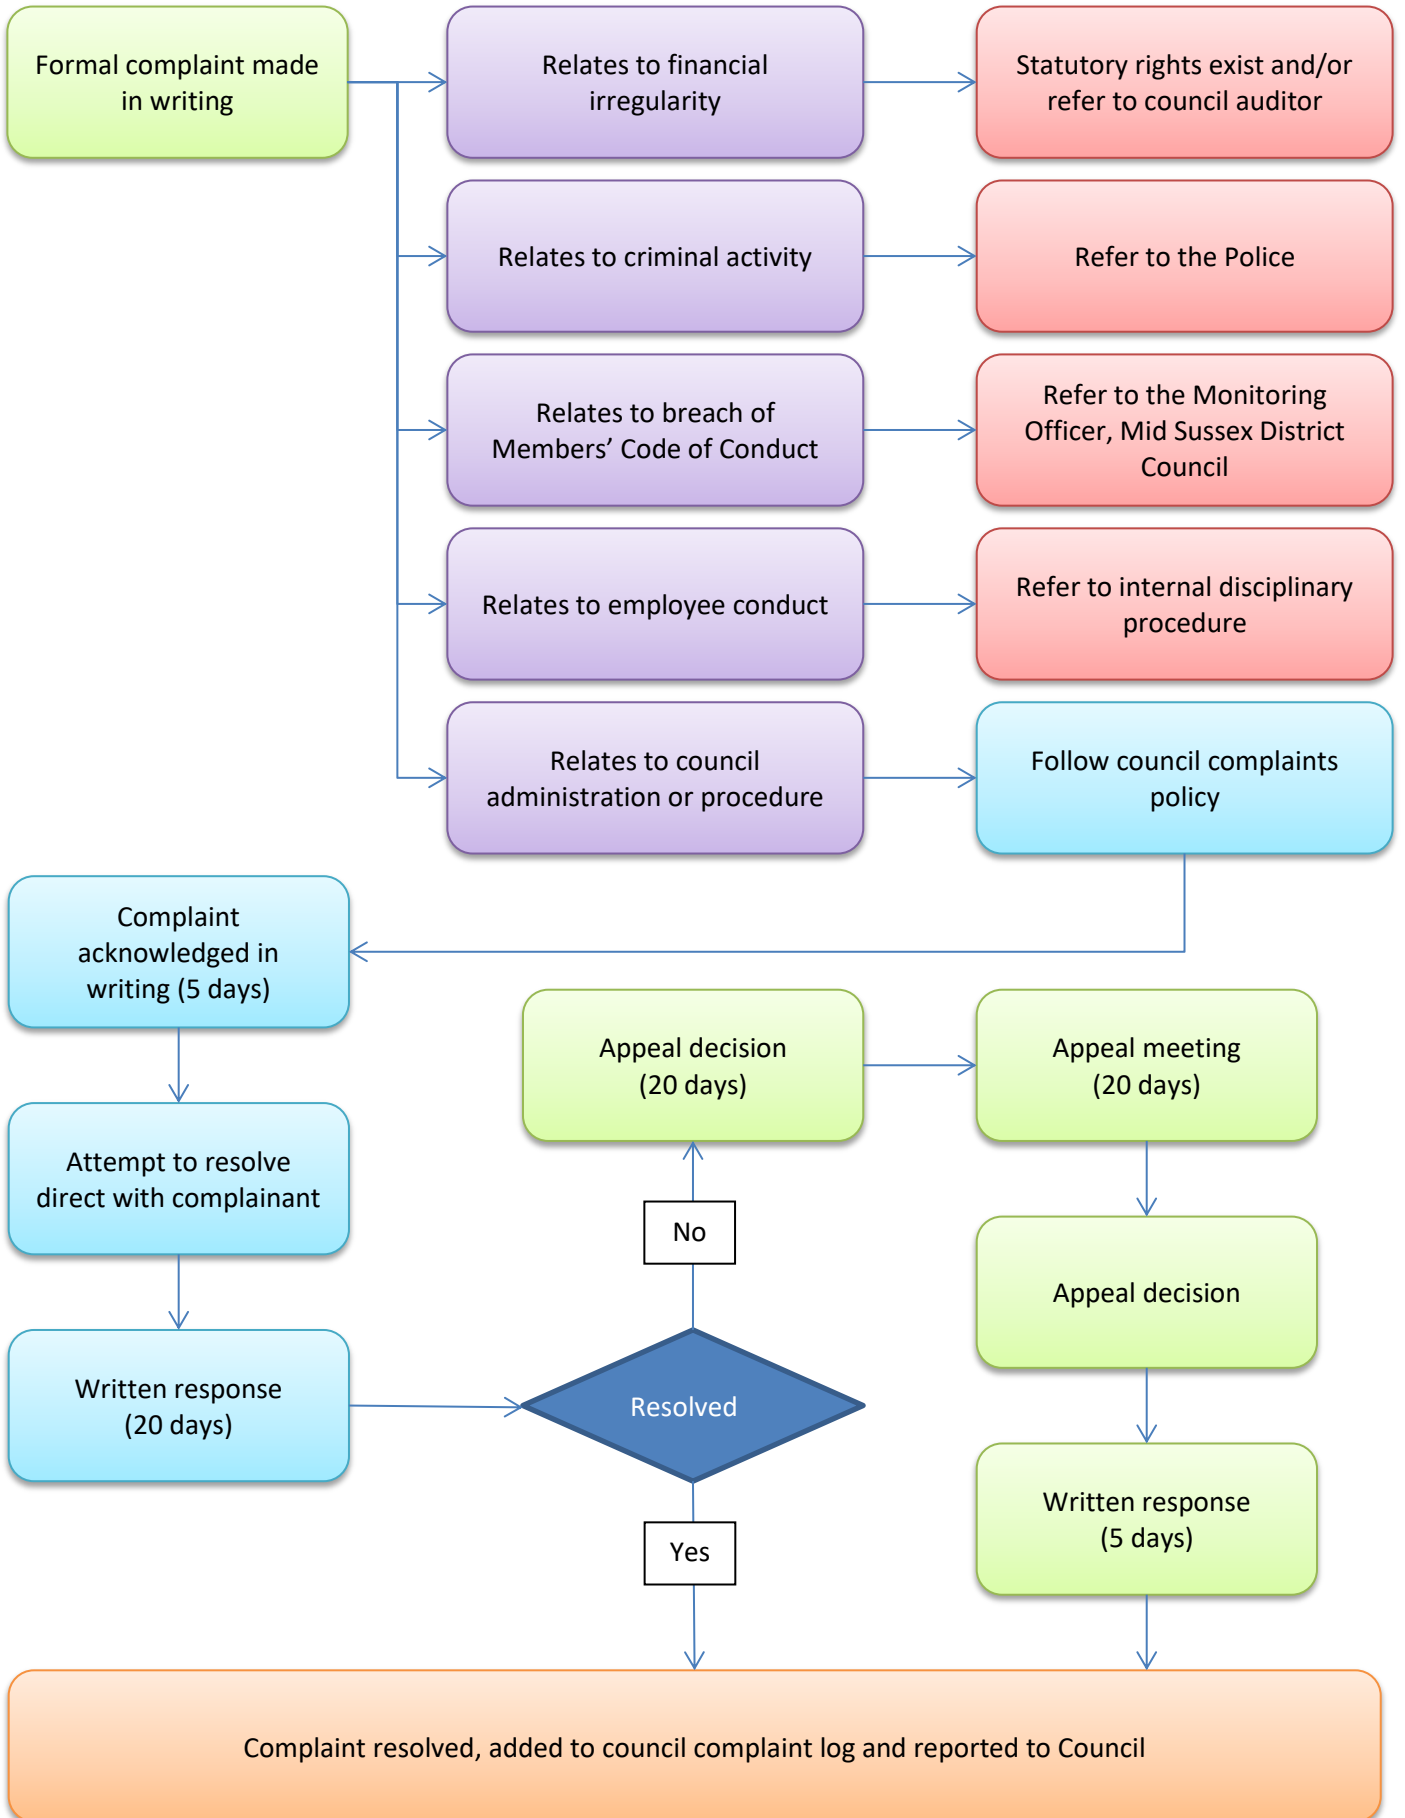 Formal complaint made
in writing
Relates to financial
irregularity
Statutory rights exist and/or
refer to council auditor
Relates to criminal activity
Refer to the Police
Relates to breach of
Members’ Code of Conduct
Refer to the Monitoring
Officer, Mid Sussex District
Council
Relates to employee conduct
Refer to internal disciplinary
procedure
Relates to council
administration or procedure
Follow council complaints
policy
Complaint
acknowledged in
writing (5 days)
Attempt to resolve
direct with complainant
Written response
(20 days)
Resolved
No
Appeal decision
(20 days)
Appeal meeting
(20 days)
Appeal decision
Written response
(5 days)
Yes
Complaint resolved, added to council complaint log and reported to Council